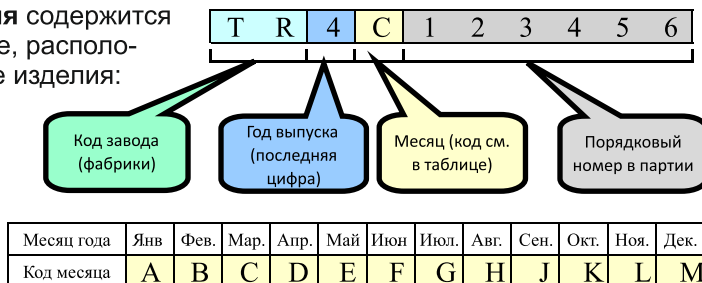 ия содержится
е, располо-
е изделия:
T R 4 C 1 2 3 4 5 6
Код завода
(фабрики)
Год выпуска
(последняя
цифра)
Месяц (код см.
в таблице)
Порядковый
номер в партии
Месяц года Янв Фев. Мар. Апр. Май Июн Июл. Авг. Сен. Окт. Ноя. Дек.
Код месяца A B C D E F G H J K L M